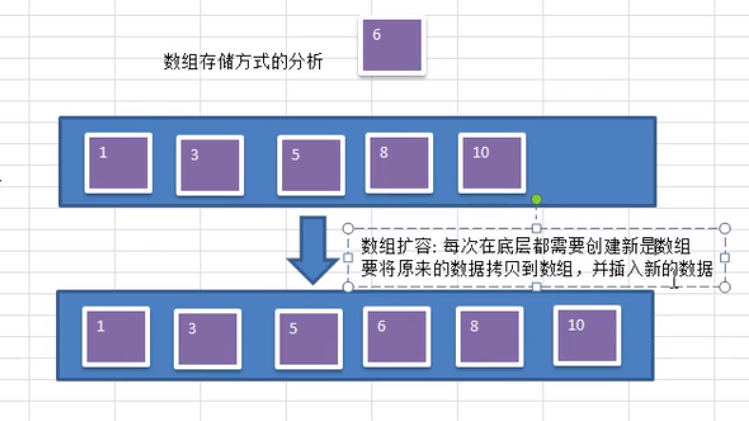 6
数组存储方式的分析
1 3 5 8 10
数组扩容: 每次在底层都需要创建新是数组
要将原来的数据拷贝到数组，并插入新的数据
1 3 5 6 8 10